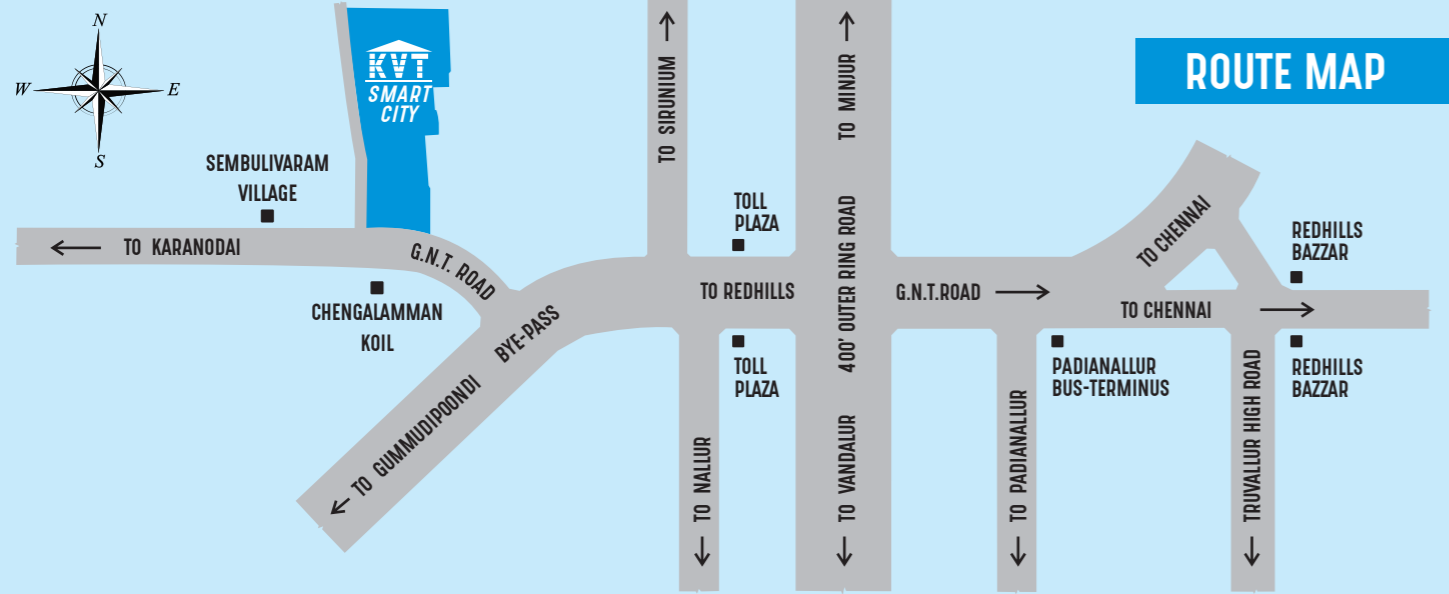 N
W
E
S
KVT
SMART
CITY
ROUTE MAP
SEMBULIVARAM
VILLAGE
TO KARANODAI
G.N.T. ROAD
CHENGALAMMAN
KOIL
BYE-PASS
TO GUMMUDIPOONDI
TO SIRUNIUM
TOLL
PLAZA
TO REDHILLS
TOLL
PLAZA
TO NALLUR
TO MINJUR
400' OUTER RING ROAD
TO VANDALUR
G.N.T.ROAD
TO PADIANALLUR
PADIANALLUR
BUS-TERMINUS
TO CHENNAI
TO CHENNAI
REDHILLS
BAZZAR
REDHILLS
BAZZAR
TRUVALLUR HIGH ROAD